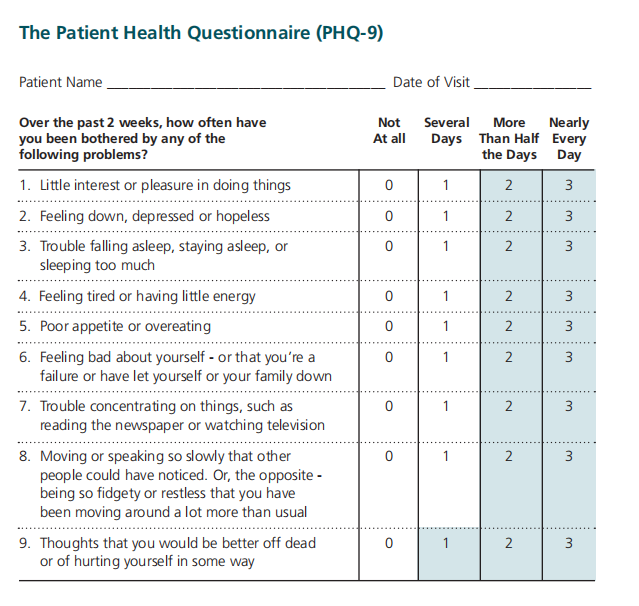 The Patient Health Questionnaire (PHQ-9)
Patient Name ______________________ Date of Visit ______________
Over the past 2 weeks, how often have
you been bothered by any of the
following problems?
Not
At all
Several
Days
More
Than Half
the Days
Nearly
Every
Day
1. Little interest or pleasure in doing things 0 1 2 3
2. Feeling down, depressed or hopeless 0 1 2 3
3. Trouble falling asleep, staying asleep, or 0 1 2 3
sleeping too much
4. Feeling tired or having little energy 0 1 2 3
5. Poor appetite or overeating 0 1 2 3
6. Feeling bad about yourself - or that you're a 0 1 2 3
failure or have let yourself or your family down
7. Trouble concentrating on things, such as 0 1 2 3
reading the newspaper or watching television
8. Moving or speaking so slowly that other 0 1 2 3
people could have noticed. Or, the opposite -
being so fidgety or restless that you have
been moving around a lot more than usual
9. Thoughts that you would be better off dead 0 1 2 3
or of hurting yourself in some way